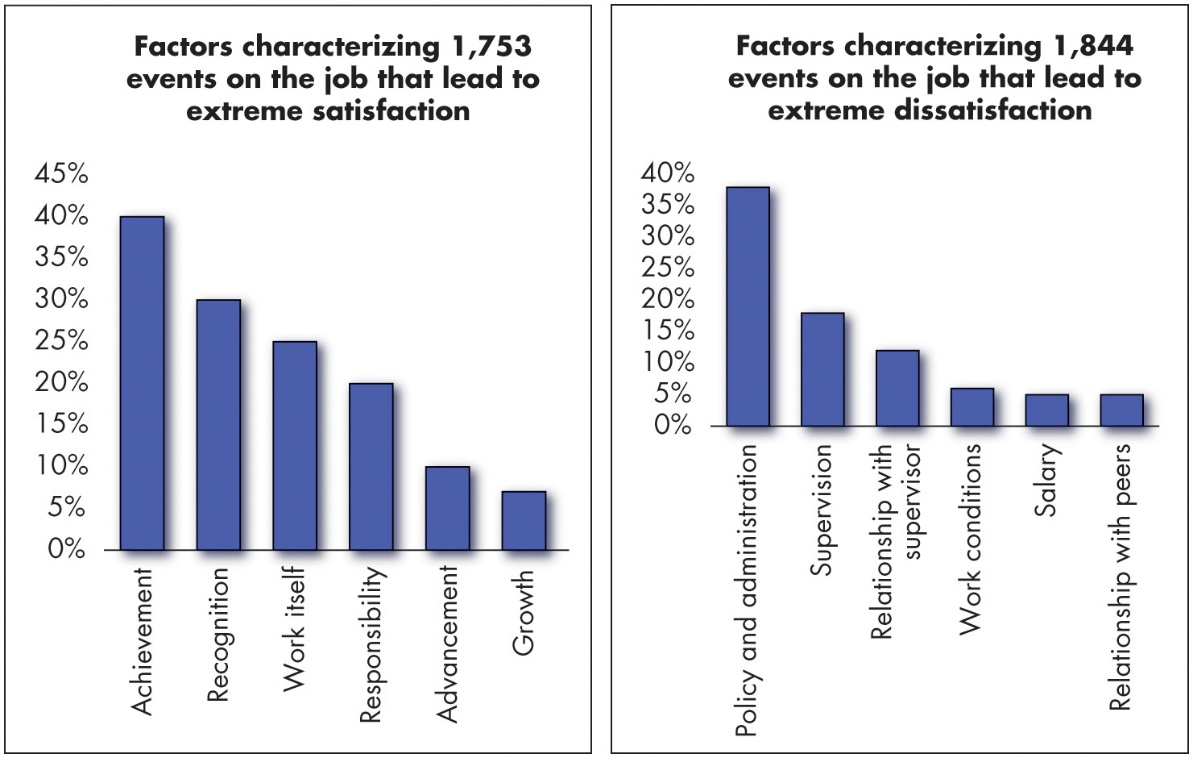 Factors characterizing 1,753
events on the job that lead to
extreme satisfaction
45%
40%
35%
30%
25%
20%
15%
10%
5%
0%
Achievement
Recognition
Work itself
Responsibility
Advancement
Growth
Factors characterizing 1,844
events on the job that lead to
extreme dissatisfaction
40%
35%
30%
25%
20%
15%
10%
5%
0%
Policy and administration
Supervision
Relationship with
supervisor
Work conditions
Salary
Relationship with peers